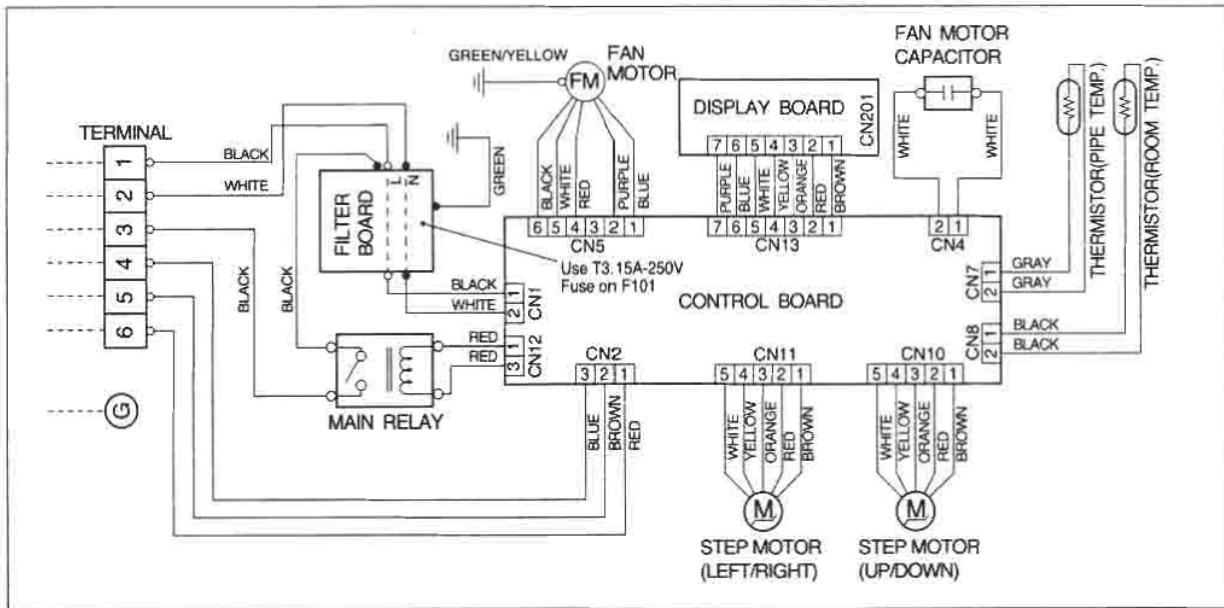 GREEN/YELLOW
FM
FAN
MOTOR
FAN MOTOR
CAPACITOR
WHITE
WHITE
THERMISTOR(PIPE TEMP.)
THERMISTOR(ROOM TEMP.)
DISPLAY BOARD
CN201
7 6 5 4 3 2 1
PURPLE
BLUE
WHITE
YELLOW
ORANGE
RED
BROWN
7 6 5 4 3 2 1
CN13
TERMINAL
1
2
3
4
5
6
G
BLACK
WHITE
BLACK
BLACK
L
N
FILTER
BOARD
GREEN
BLACK
WHITE
RED
PURPLE
BLUE
6 5 4 3 2 1
CN5
2 1
CN4
Use T3.15A-250V
Fuse on F101
BLACK
WHITE
1
2
CN1
RED
RED
1
3
CN12
CONTROL BOARD
CN7
1
2
GRAY
GRAY
CN8
1
2
BLACK
BLACK
MAIN RELAY
CN2
3 2 1
BLUE
BROWN
RED
CN11
5 4 3 2 1
WHITE
YELLOW
ORANGE
RED
BROWN
M
STEP MOTOR
(LEFT/RIGHT)
CN10
5 4 3 2 1
WHITE
YELLOW
ORANGE
RED
BROWN
M
STEP MOTOR
(UP/DOWN)